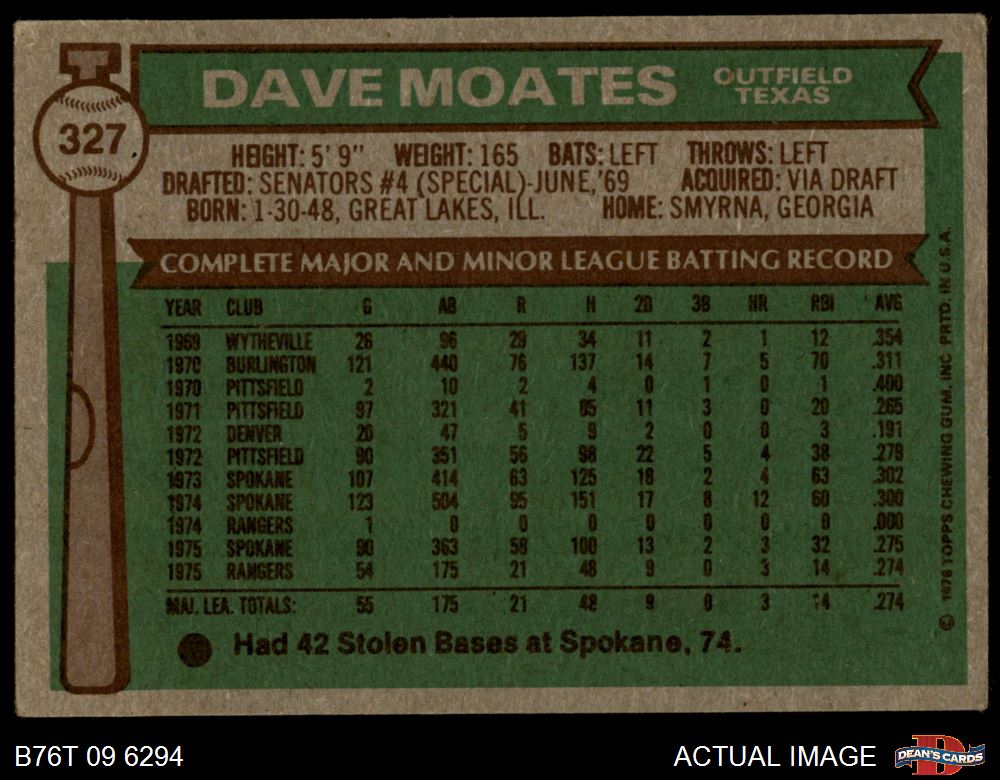 DAVE MOATES OUTFIELD TEXAS
327
HEIGHT: 5' 9" WEIGHT: 165 BATS: LEFT THROWS: LEFT
DRAFTED: SENATORS #4 (SPECIAL)-JUNE,'69 ACQUIRED: VIA DRAFT
BORN: 1-30-48, GREAT LAKES, ILL. HOME: SMYRNA, GEORGIA
COMPLETE MAJOR AND MINOR LEAGUE BATTING RECORD
YEAR CLUB G AB R H 2B 3B HR RBI AVG
1969 WYTHEVILLE 26 96 29 34 11 2 1 12 .354
1970 BURLINGTON 121 440 76 137 14 7 5 70 .311
1970 PITTSFIELD 2 10 2 4 0 1 0 1 .400
1971 PITTSFIELD 97 321 41 85 11 3 0 20 .265
1972 DENVER 20 47 5 9 2 0 0 3 .191
1972 PITTSFIELD 90 351 56 98 22 5 4 38 .279
1973 SPOKANE 107 414 63 125 18 2 4 63 .302
1974 SPOKANE 123 504 95 151 17 8 12 60 .300
1974 RANGERS 1 0 0 0 0 0 0 0 .000
1975 SPOKANE 90 363 58 100 13 2 3 32 .275
1975 RANGERS 54 175 21 48 9 0 3 14 .274
MAJ. LEA. TOTALS: 55 175 21 48 9 0 3 14 .274
Had 42 Stolen Bases at Spokane, 74.
© 1976 TOPPS CHEWING GUM, INC. PRTD. IN U.S.A.
B76T 09 6294 ACTUAL IMAGE DEAN'S CARDS